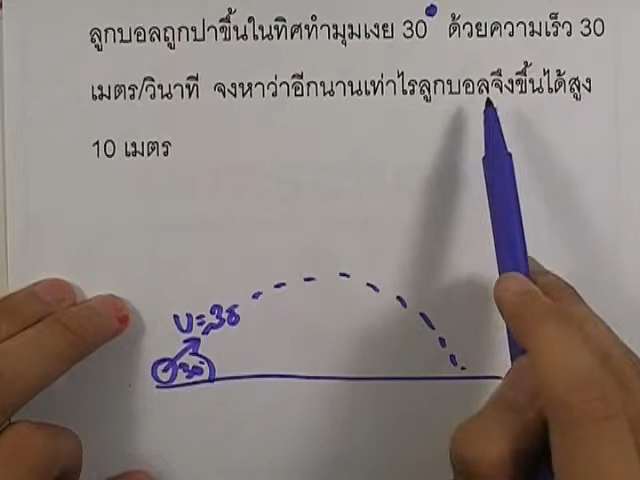 ลูกบอลถูกปาขึ้นในทิศทำมุมเงย 30° ด้วยความเร็ว 30
เมตร/วินาที จงหาว่าอีกนานเท่าไรลูกบอลจึงขึ้นได้สูง
10 เมตร
30°